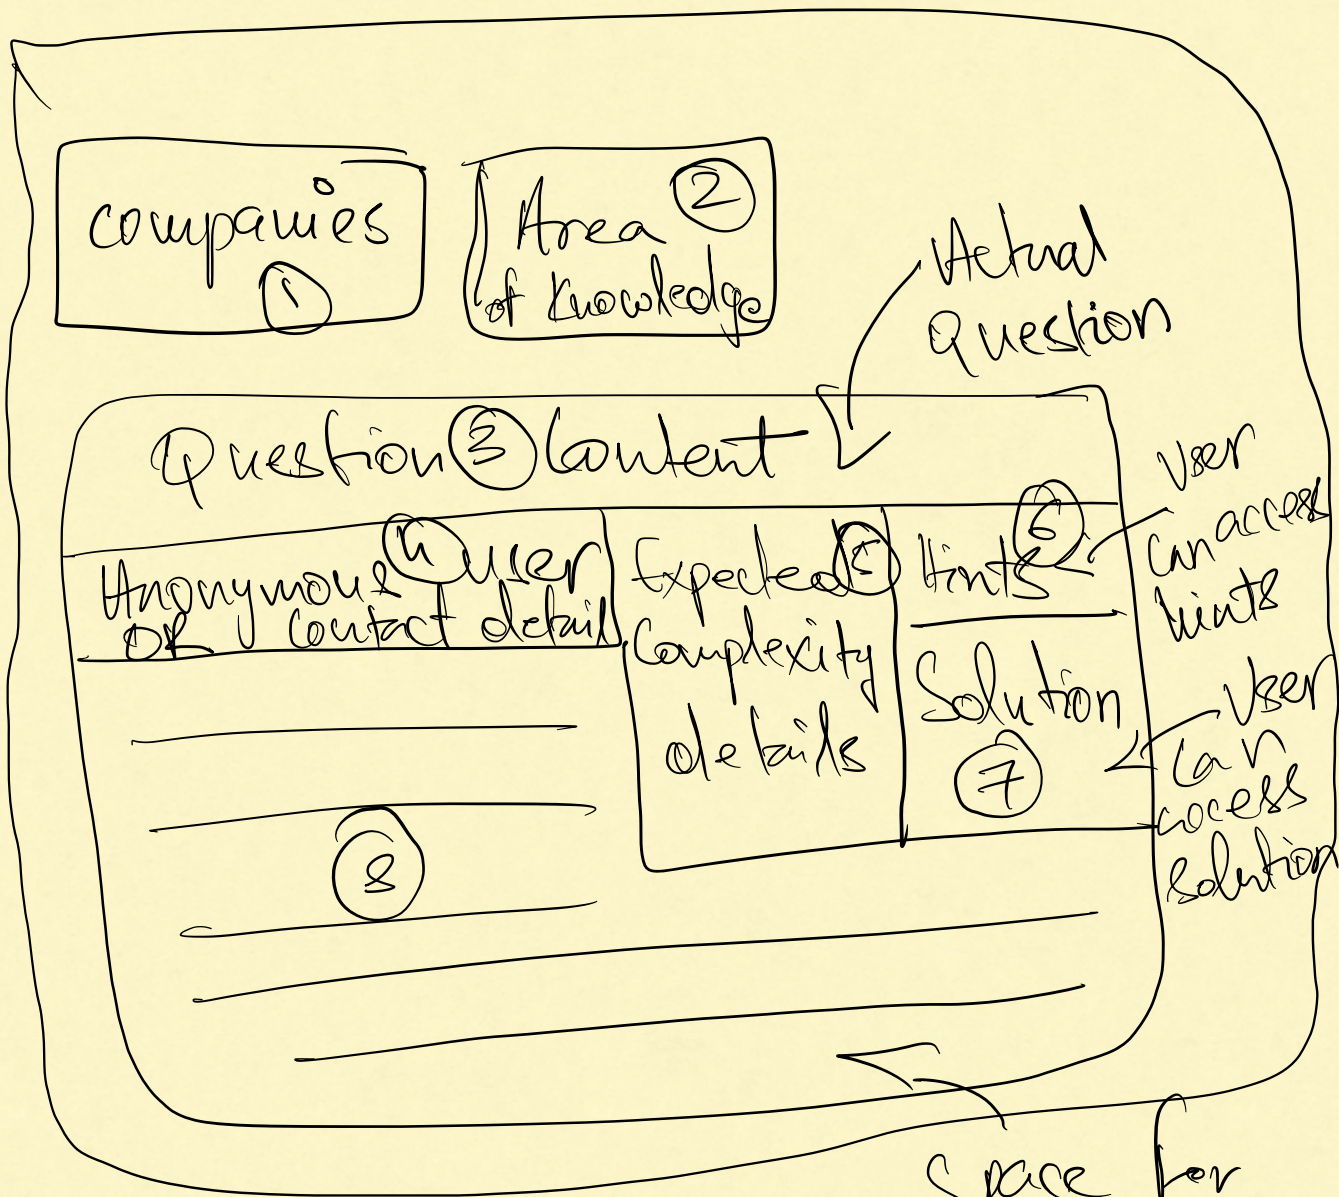 companies
1
Area 2
of Knowledge
Actual
Question
Question 3 Content
Anonymous 4 user
OR contact detail
Expected 5
Complexity
details
6
Hints
Solution
7
User
can access
hints
User
can
access
solution
8
Space for